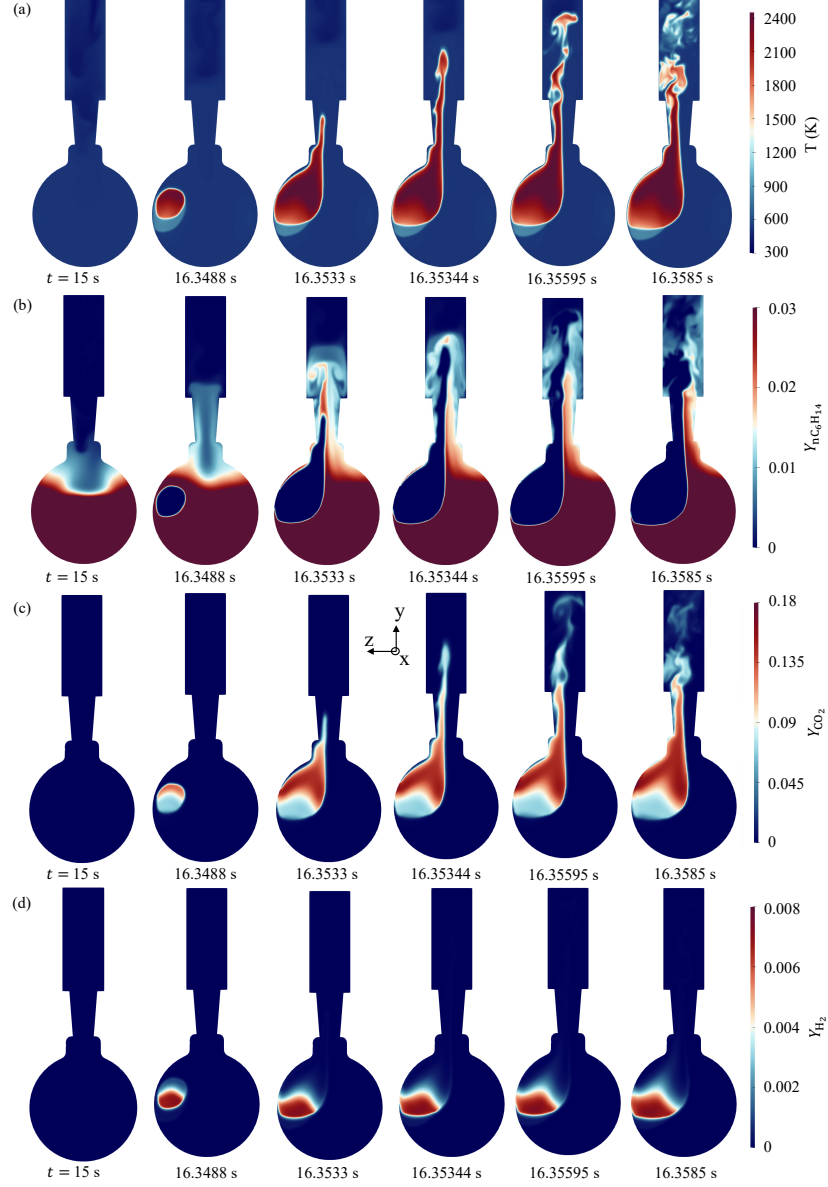 (a)
2400
2100
1800
1500
1200
900
600
300
T (K)
t = 15 s 16.3488 s 16.3533 s 16.35344 s 16.35595 s 16.3585 s
(b)
0.03
0.02
0.01
0
Y_nC₆H₁₄
t = 15 s 16.3488 s 16.3533 s 16.35344 s 16.35595 s 16.3585 s
(c)
y
z
x
0.18
0.135
0.09
0.045
0
Y_CO₂
t = 15 s 16.3488 s 16.3533 s 16.35344 s 16.35595 s 16.3585 s
(d)
0.008
0.006
0.004
0.002
0
Y_H₂
t = 15 s 16.3488 s 16.3533 s 16.35344 s 16.35595 s 16.3585 s